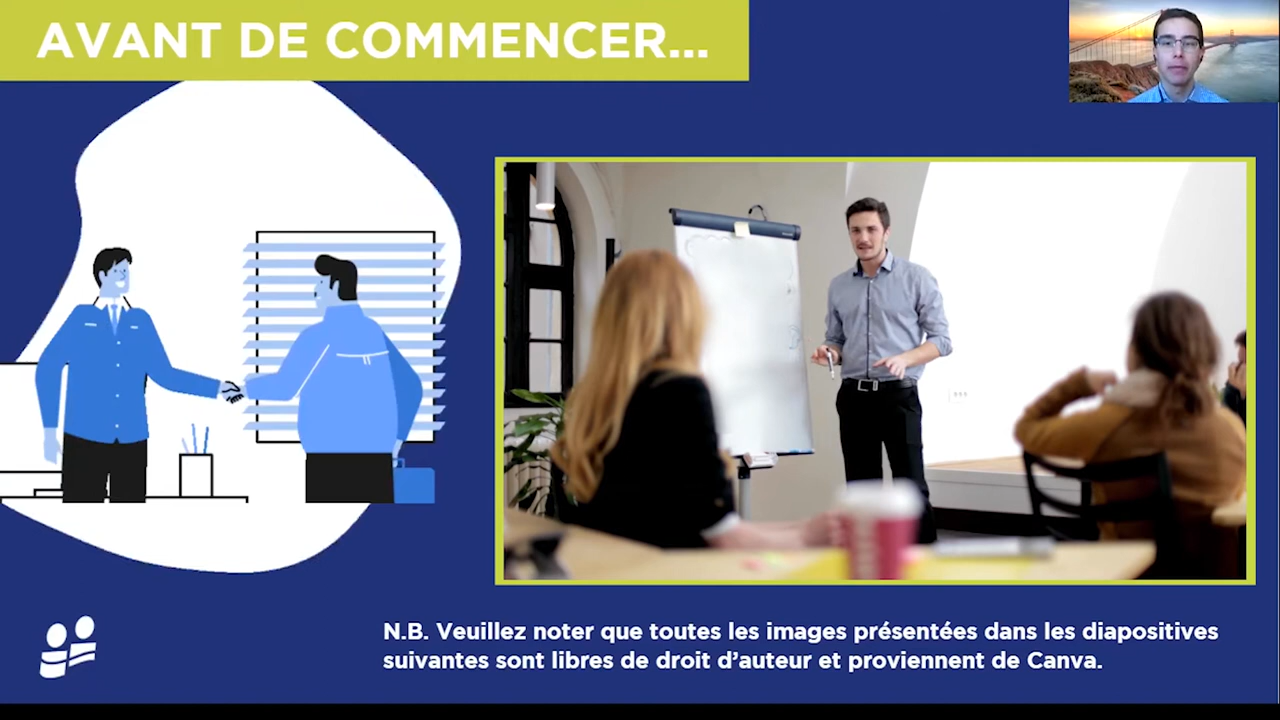 AVANT DE COMMENCER...
N.B. Veuillez noter que toutes les images présentées dans les diapositives
suivantes sont libres de droit d’auteur et proviennent de Canva.